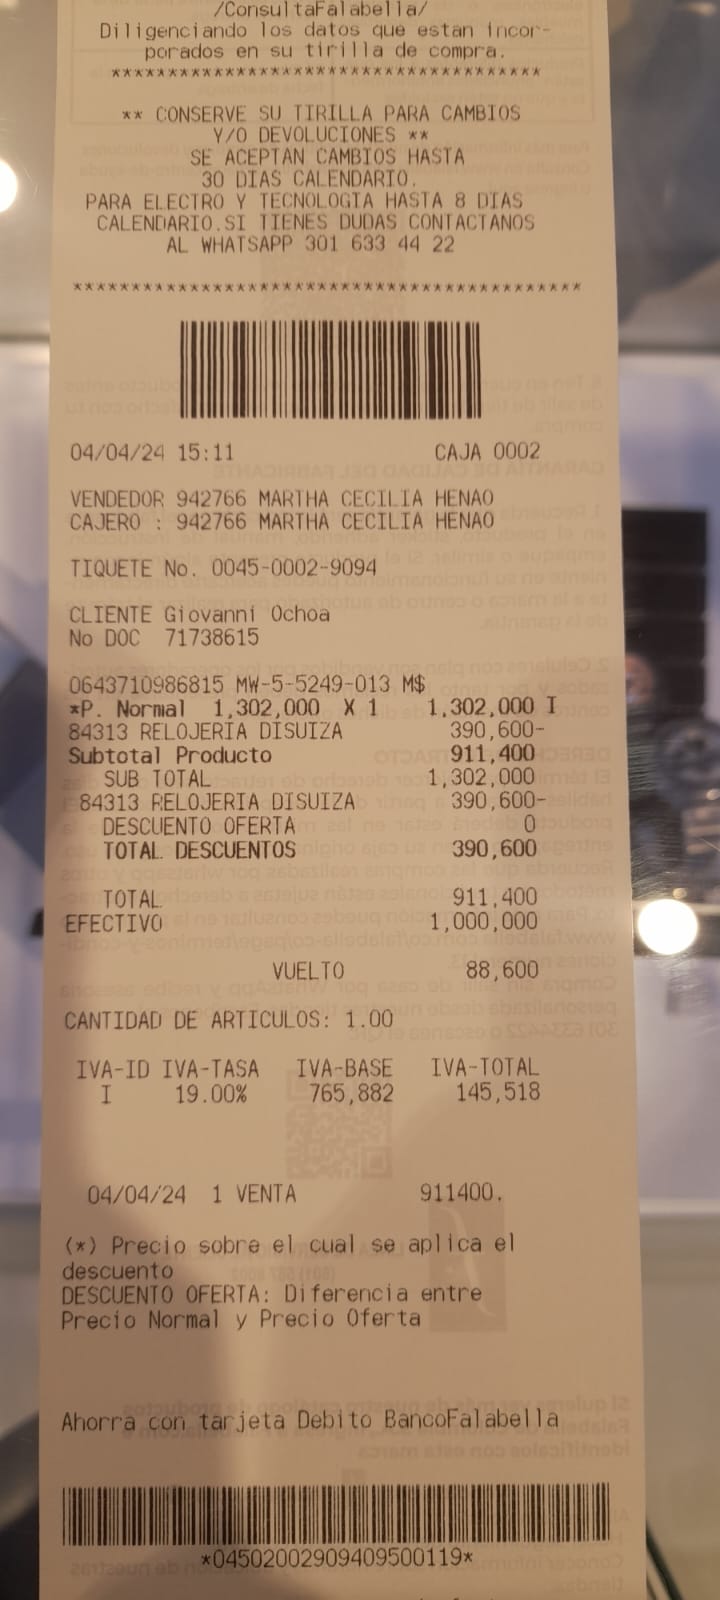 /ConsultaFalabella/
Diligenciando los datos que estan incor-
porados en su tirilla de compra.
*************************************
** CONSERVE SU TIRILLA PARA CAMBIOS
Y/O DEVOLUCIONES **
SE ACEPTAN CAMBIOS HASTA
30 DIAS CALENDARIO.
PARA ELECTRO Y TECNOLOGIA HASTA 8 DIAS
CALENDARIO.SI TIENES DUDAS CONTACTANOS
AL WHATSAPP 301 633 44 22
********************************************
04/04/24 15:11 CAJA 0002
VENDEDOR 942766 MARTHA CECILIA HENAO
CAJERO : 942766 MARTHA CECILIA HENAO
TIQUETE No. 0045-0002-9094
CLIENTE Giovanni Ochoa
No DOC 71738615
0643710986815 MW-5-5249-013 M$
*P. Normal 1,302,000 X 1 1,302,000 I
84313 RELOJERIA DISUIZA 390,600-
Subtotal Producto 911,400
SUB TOTAL 1,302,000
84313 RELOJERIA DISUIZA 390,600-
DESCUENTO OFERTA 0
TOTAL DESCUENTOS 390,600
TOTAL 911,400
EFECTIVO 1,000,000
VUELTO 88,600
CANTIDAD DE ARTICULOS: 1.00
IVA-ID IVA-TASA IVA-BASE IVA-TOTAL
I 19.00% 765,882 145,518
04/04/24 1 VENTA 911400.
(*) Precio sobre el cual se aplica el
descuento
DESCUENTO OFERTA: Diferencia entre
Precio Normal y Precio Oferta
Ahorra con tarjeta Debito BancoFalabella
*04502002909409500119*